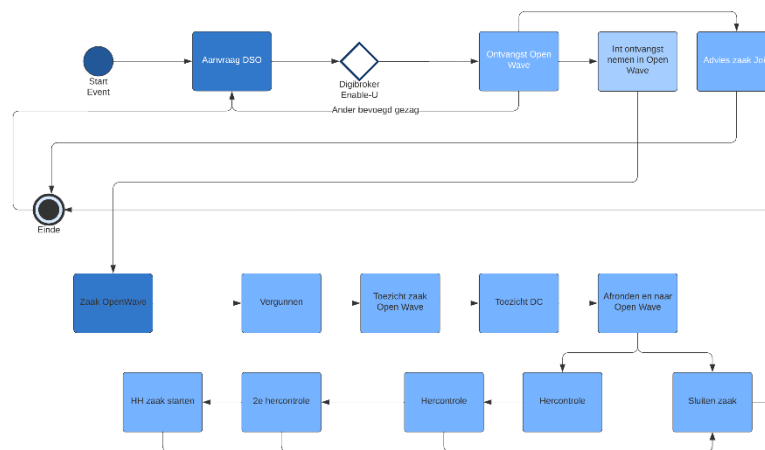 Aanvraag DSO
Ontvangst Open
Wave
Int ontvangst
nemen in Open
Wave
Advies zaak Joi
Start
Event
Digibroker
Enable-U
Ander bevoegd gezag
Einde
Zaak OpenWave
Vergunnen
Toezicht zaak
Open Wave
Toezicht DC
Afronden en naar
Open Wave
HH zaak starten
2e hercontrole
Hercontrole
Hercontrole
Sluiten zaak